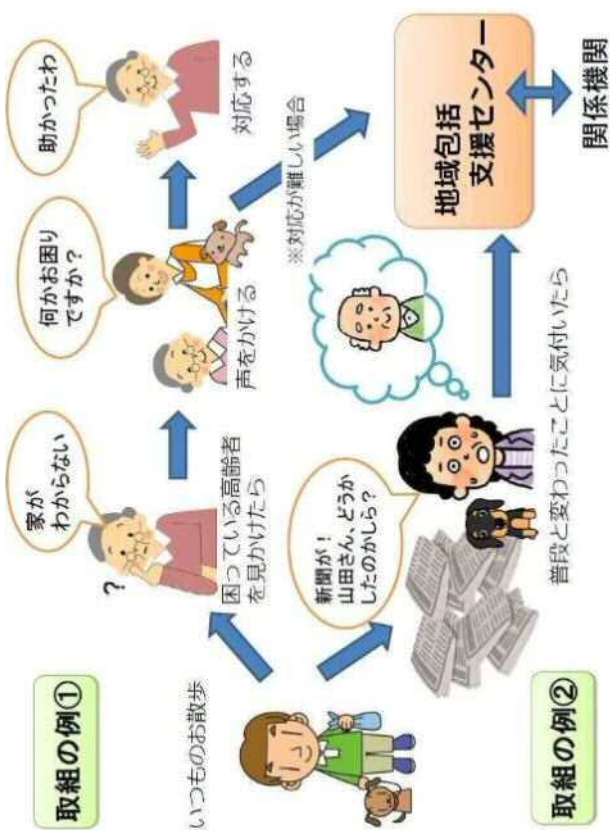 取組の例①
いつものお散歩
?
家が
わからない
困っている高齢者
を見かけたら
何かお困り
ですか？
声をかける
助かったわ
対応する
※対応が難しい場合
取組の例②
新聞が！
山田さん、どうか
したのかしら？
普段と変わったことに気付いたら
地域包括
支援センター
関係機関